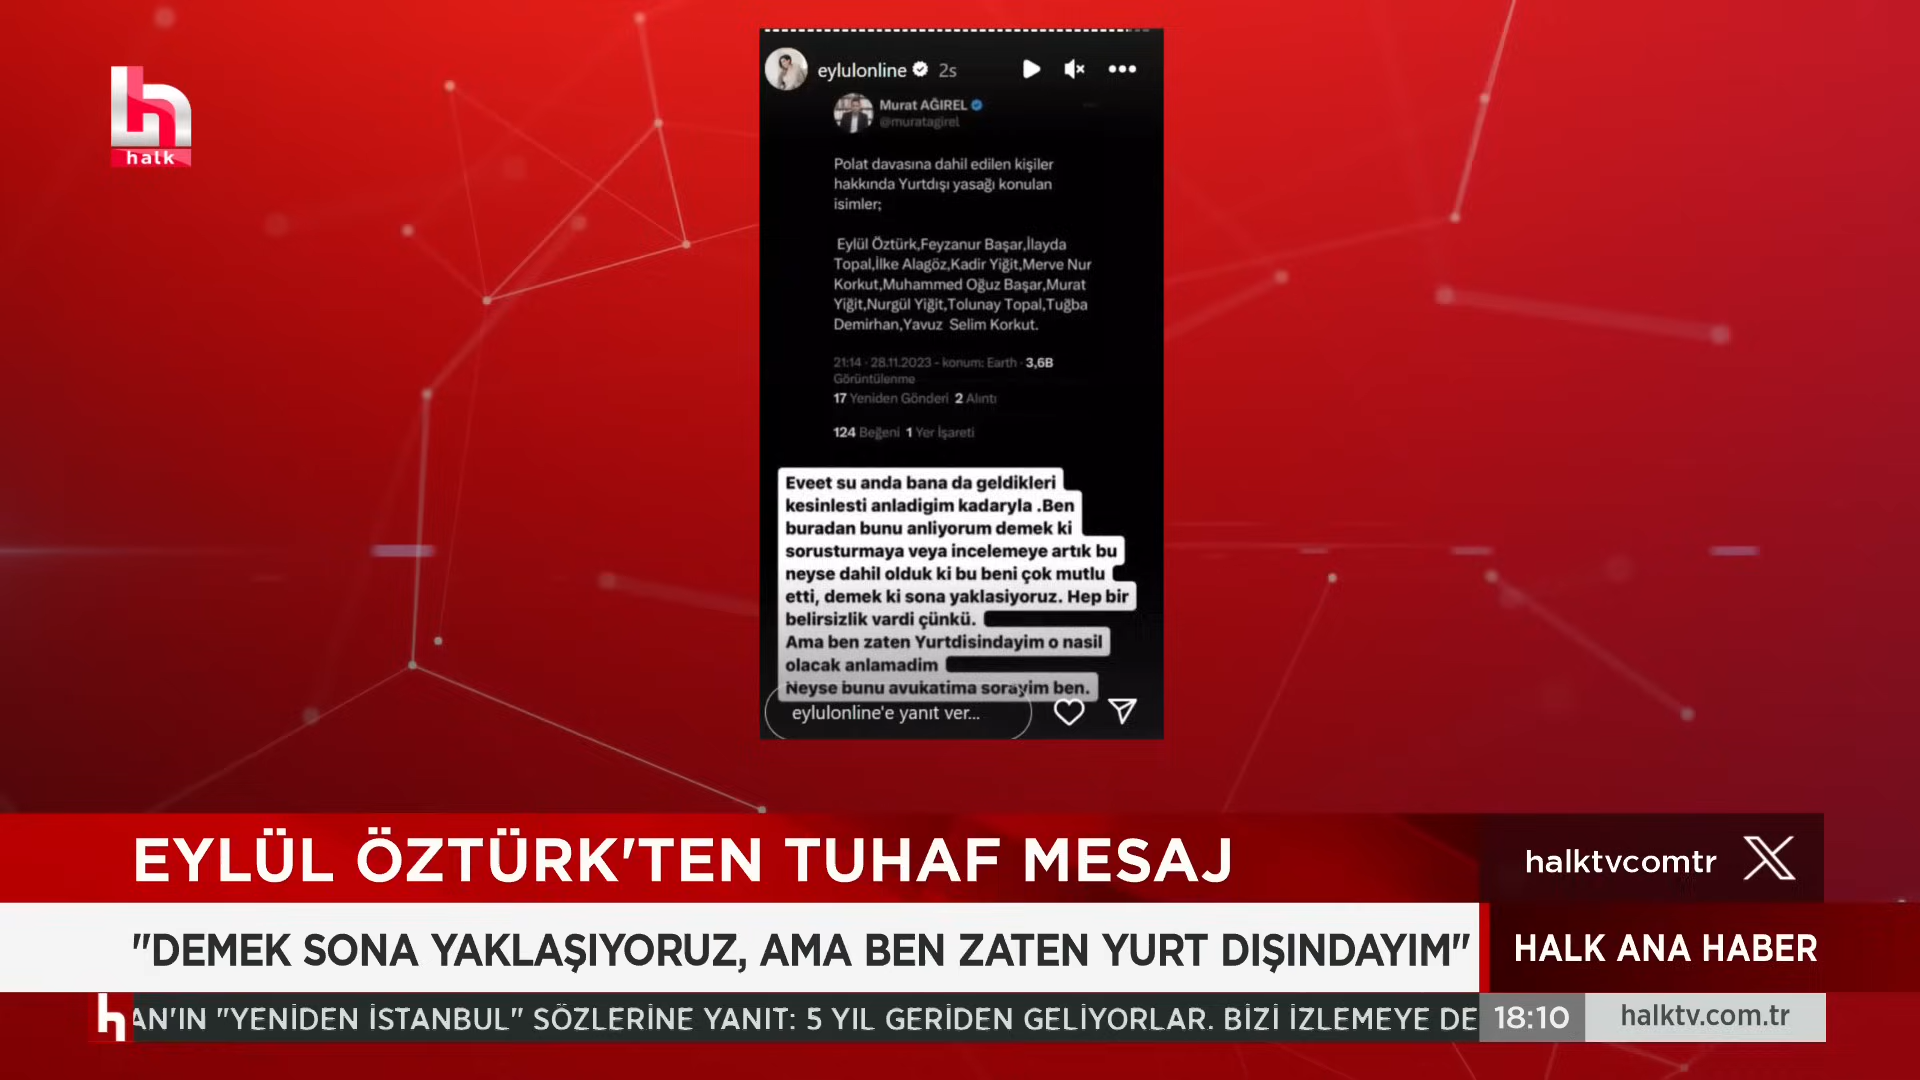 halk
eylulonline 2s
Murat AĞIREL
@muratagirel
Polat davasına dahil edilen kişiler
hakkında Yurtdışı yasağı konulan
isimler;
Eylül Öztürk,Feyzanur Başar,İlayda
Topal,İlke Alagöz,Kadir Yiğit,Merve Nur
Korkut,Muhammed Oğuz Başar,Murat
Yiğit,Nurgül Yiğit,Tolunay Topal,Tuğba
Demirhan,Yavuz Selim Korkut.
21:14 · 28.11.2023 - konum: Earth · 3,6B
Görüntülenme
17 Yeniden Gönderi 2 Alıntı
124 Beğeni 1 Yer İşareti
Eveet su anda bana da geldikleri
kesinlesti anladigim kadaryla .Ben
buradan bunu anliyorum demek ki
sorusturmaya veya incelemeye artık bu
neyse dahil olduk ki bu beni çok mutlu
etti, demek ki sona yaklasiyoruz. Hep bir
belirsizlik vardi çünkü.
Ama ben zaten Yurtdisindayim o nasil
olacak anlamadim
Neyse bunu avukatima sorayim ben.
eylulonline'e yanıt ver...
EYLÜL ÖZTÜRK'TEN TUHAF MESAJ
halktvcomtr X
"DEMEK SONA YAKLAŞIYORUZ, AMA BEN ZATEN YURT DIŞINDAYIM"
HALK ANA HABER
AN'IN "YENİDEN İSTANBUL" SÖZLERİNE YANIT: 5 YIL GERİDEN GELİYORLAR. BİZİ İZLEMEYE DE
18:10
halktv.com.tr